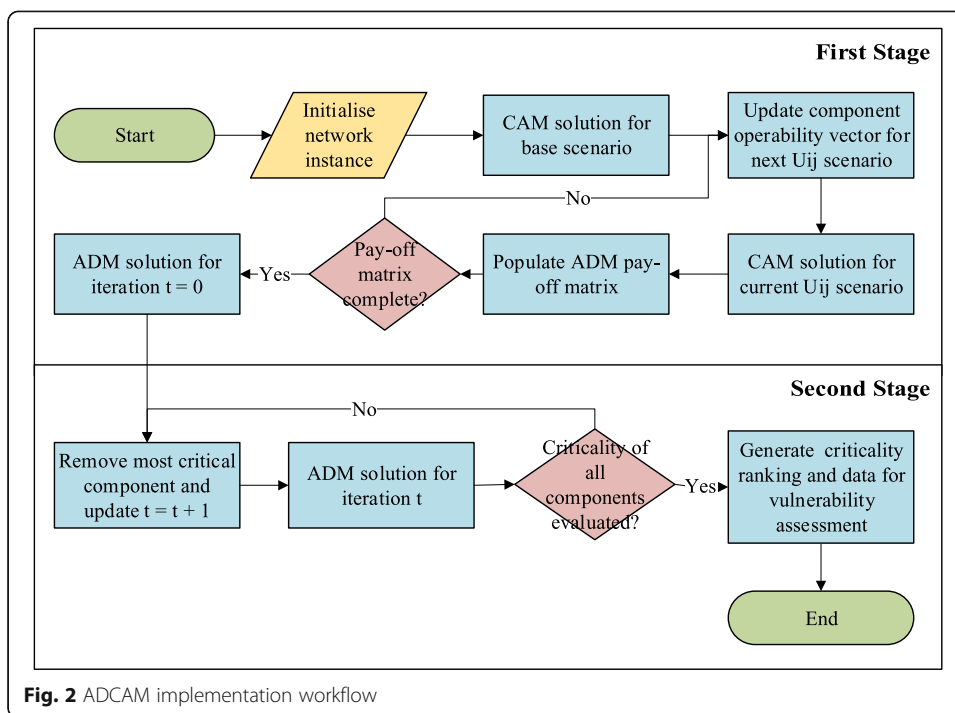 First Stage
Start
Initialise
network
instance
CAM solution for
base scenario
Update component
operability vector for
next Uij scenario
No
ADM solution for
iteration t = 0
Yes
Pay-off
matrix
complete?
Populate ADM pay-
off matrix
CAM solution for
current Uij scenario
Second Stage
No
Remove most critical
component and
update t = t + 1
ADM solution for
iteration t
Criticality of
all
components
evaluated?
Yes
Generate criticality
ranking and data for
vulnerability
assessment
End
Fig. 2 ADCAM implementation workflow